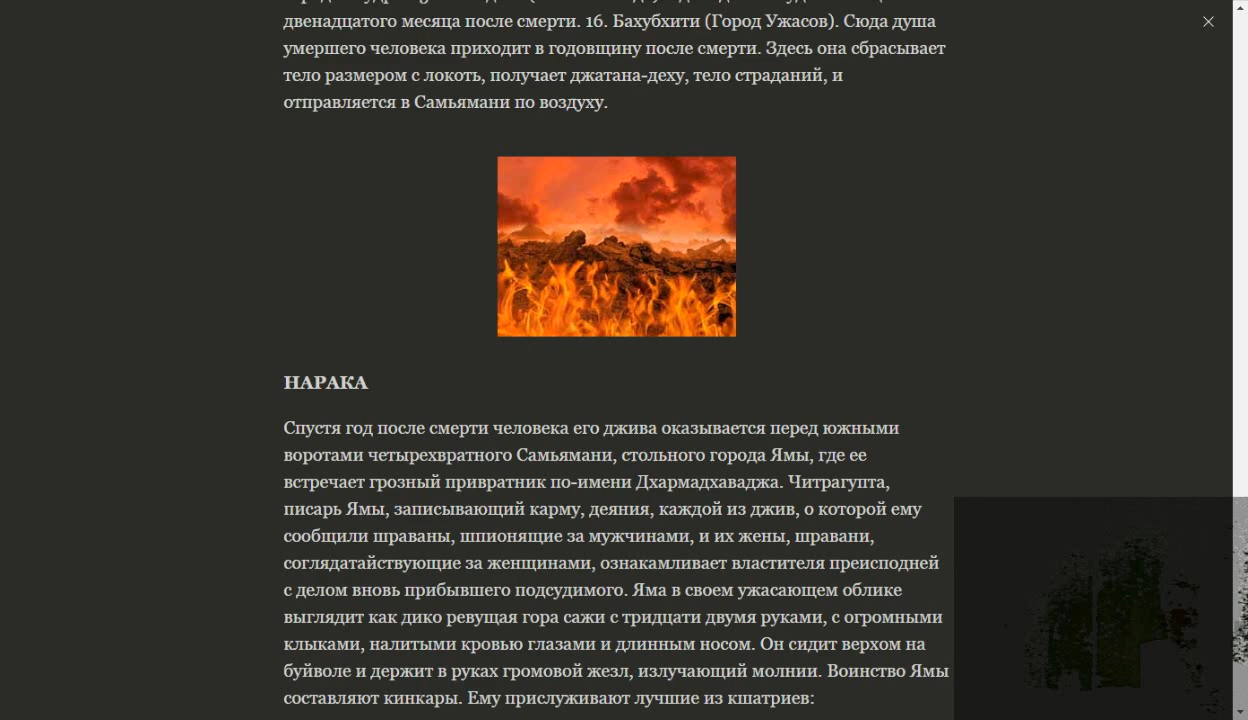 двенадцатого месяца после смерти. 16. Бахубхити (Город Ужасов). Сюда душа
умершего человека приходит в годовщину после смерти. Здесь она сбрасывает
тело размером с локоть, получает джатана-деху, тело страданий, и
отправляется в Самьямани по воздуху.
НАРАКА
Спустя год после смерти человека его джива оказывается перед южными
воротами четырехвратного Самьямани, стольного города Ямы, где ее
встречает грозный привратник по-имени Дхармадхаваджа. Читрагупта,
писарь Ямы, записывающий карму, деяния, каждой из джив, о которой ему
сообщили шраваны, шпионящие за мужчинами, и их жены, шравани,
соглядатайствующие за женщинами, ознакамливает властителя преисподней
с делом вновь прибывшего подсудимого. Яма в своем ужасающем облике
выглядит как дико ревущая гора сажи с тридцати двумя руками, с огромными
клыками, налитыми кровью глазами и длинным носом. Он сидит верхом на
буйволе и держит в руках громовой жезл, излучающий молнии. Воинство Ямы
составляют кинкары. Ему прислуживают лучшие из кшатриев: